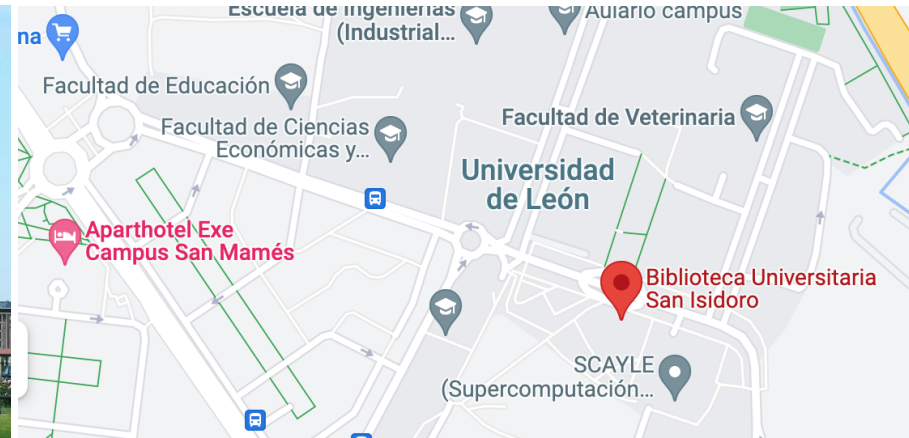 Escuela de Ingenierías
(Industrial...
Aulario campus
na
Facultad de Educación
Facultad de Ciencias
Económicas y...
Facultad de Veterinaria
Universidad
de León
Aparthotel Exe
Campus San Mamés
Biblioteca Universitaria
San Isidoro
SCAYLE
(Supercomputación...